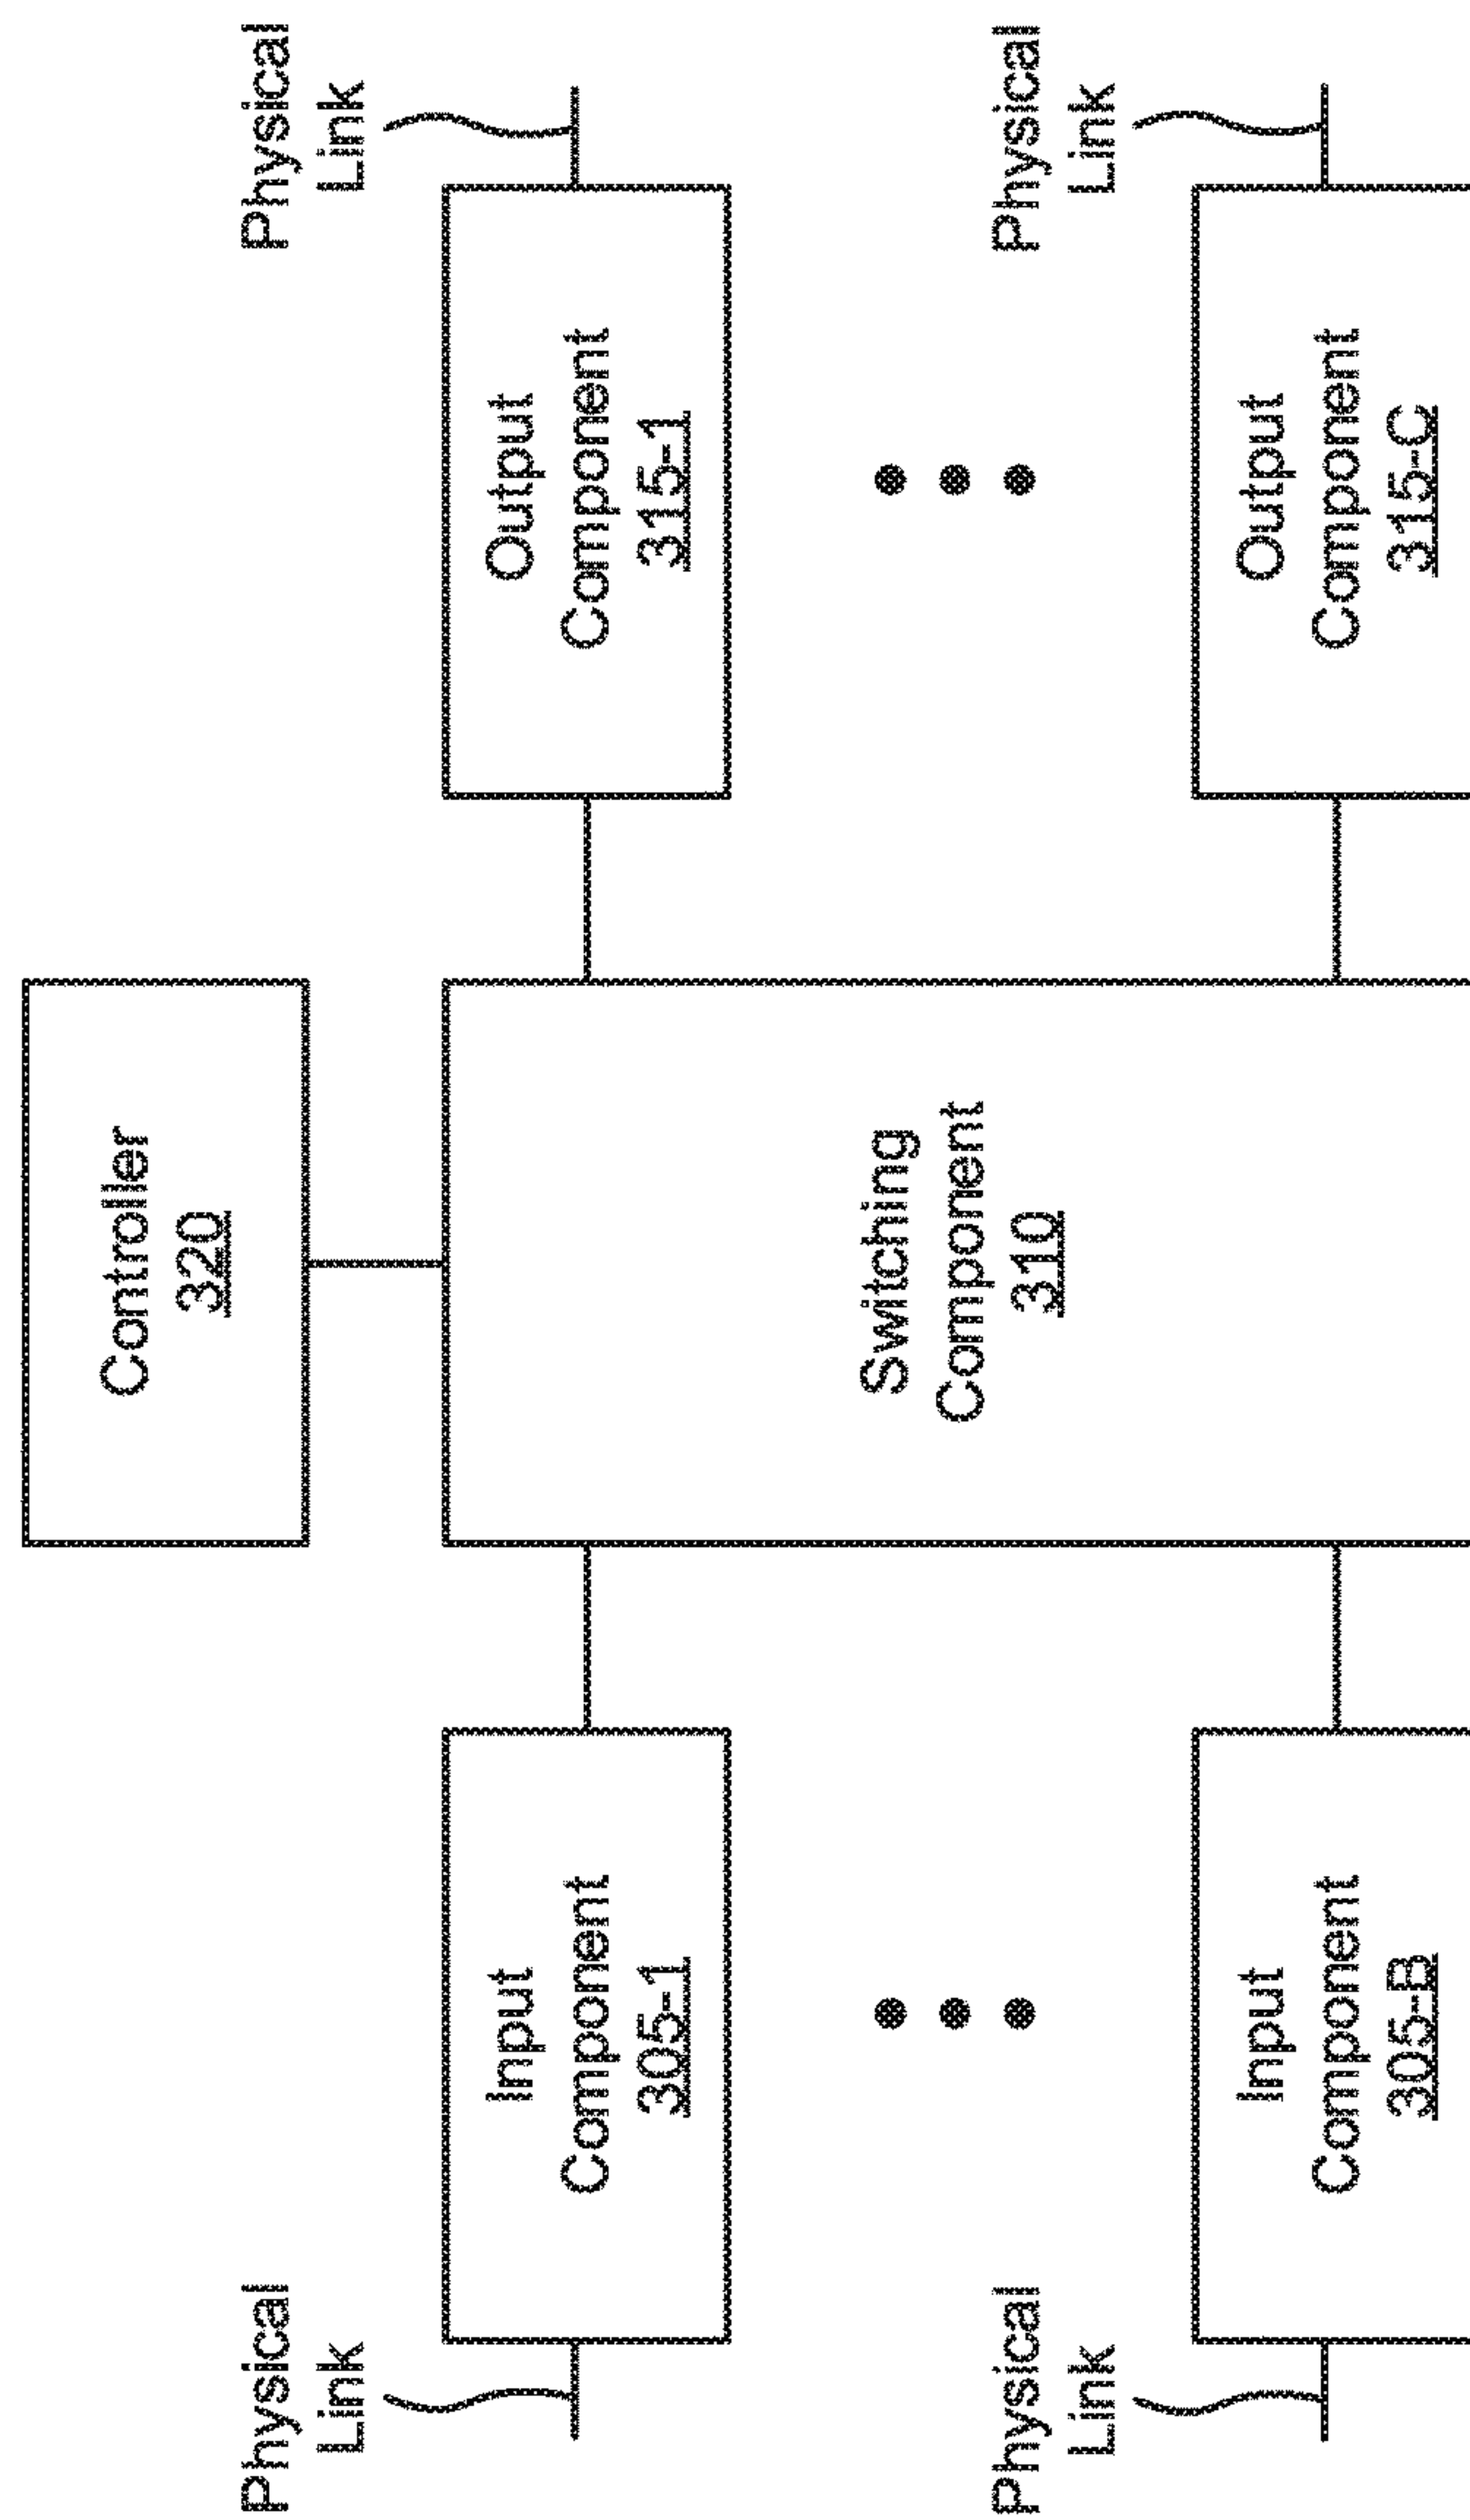 Controller
320
Physical
Link
Input
Component
305-1
Switching
Component
310
Output
Component
315-1
Physical
Link
Physical
Link
Input
Component
305-B
Output
Component
315-C
Physical
Link